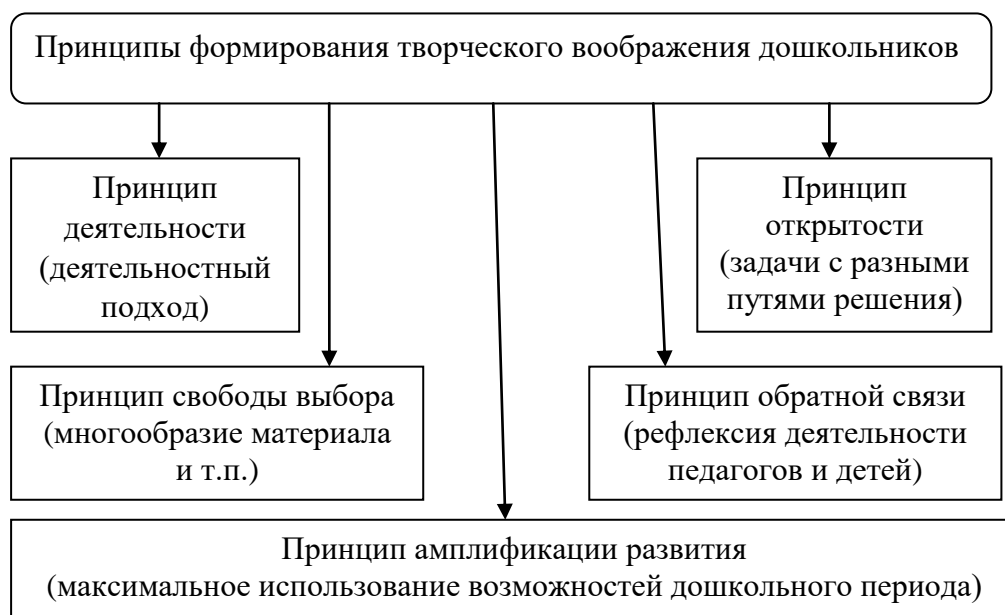 Принципы формирования творческого воображения дошкольников
Принцип
деятельности
(деятельностный
подход)
Принцип
открытости
(задачи с разными
путями решения)
Принцип свободы выбора
(многообразие материала
и т.п.)
Принцип обратной связи
(рефлексия деятельности
педагогов и детей)
Принцип амплификации развития
(максимальное использование возможностей дошкольного периода)